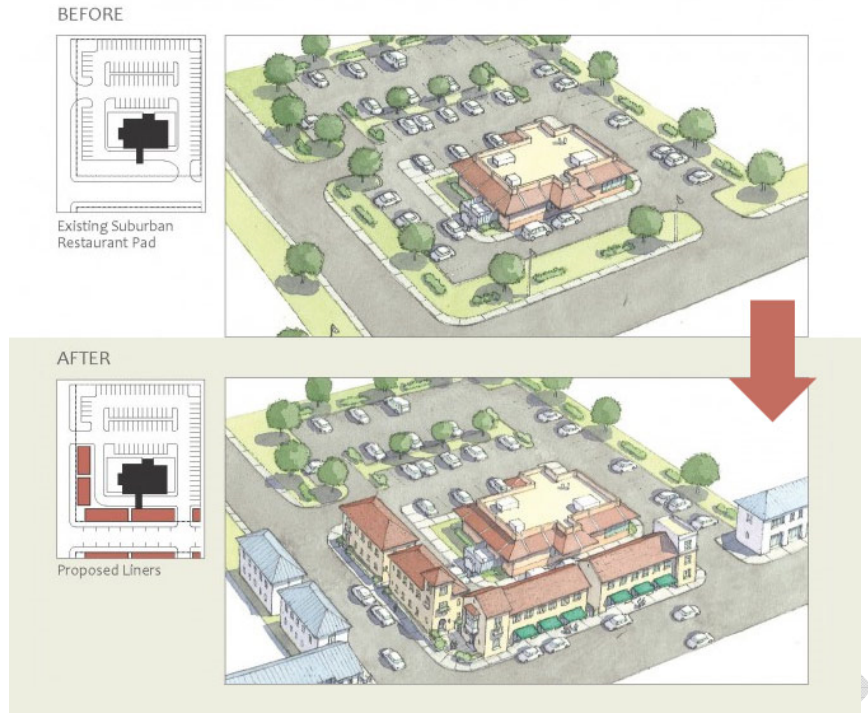 BEFORE
Existing Suburban
Restaurant Pad
AFTER
Proposed Liners